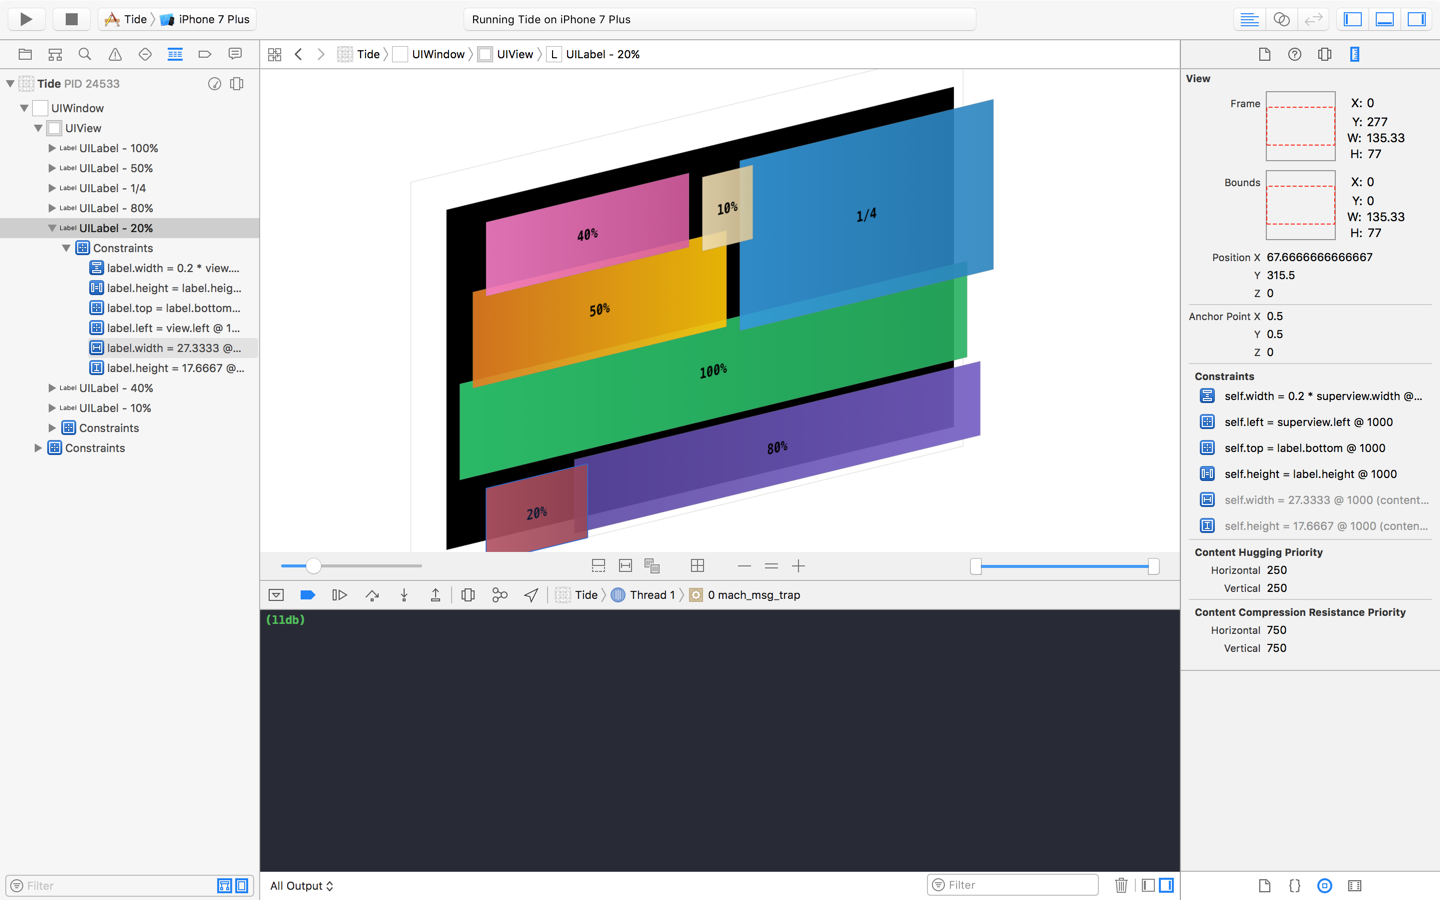 Tide
iPhone 7 Plus
Running Tide on iPhone 7 Plus
Tide PID 24533
UIWindow
UIView
Label UILabel - 100%
Label UILabel - 50%
Label UILabel - 1/4
Label UILabel - 80%
Label UILabel - 20%
Constraints
label.width = 0.2 * view....
label.height = label.heig...
label.top = label.bottom...
label.left = view.left @ 1...
label.width = 27.3333 @...
label.height = 17.6667 @...
Label UILabel - 40%
Label UILabel - 10%
Constraints
Constraints
Filter
Tide
UIWindow
UIView
L UILabel - 20%
40%
10%
1/4
50%
100%
80%
20%
Tide
Thread 1
0 mach_msg_trap
(lldb)
All Output
Filter
View
Frame
X: 0
Y: 277
W: 135.33
H: 77
Bounds
X: 0
Y: 0
W: 135.33
H: 77
Position X 67.6666666666667
Y 315.5
Z 0
Anchor Point X 0.5
Y 0.5
Z 0
Constraints
self.width = 0.2 * superview.width @...
self.left = superview.left @ 1000
self.top = label.bottom @ 1000
self.height = label.height @ 1000
self.width = 27.3333 @ 1000 (content...
self.height = 17.6667 @ 1000 (conten...
Content Hugging Priority
Horizontal 250
Vertical 250
Content Compression Resistance Priority
Horizontal 750
Vertical 750